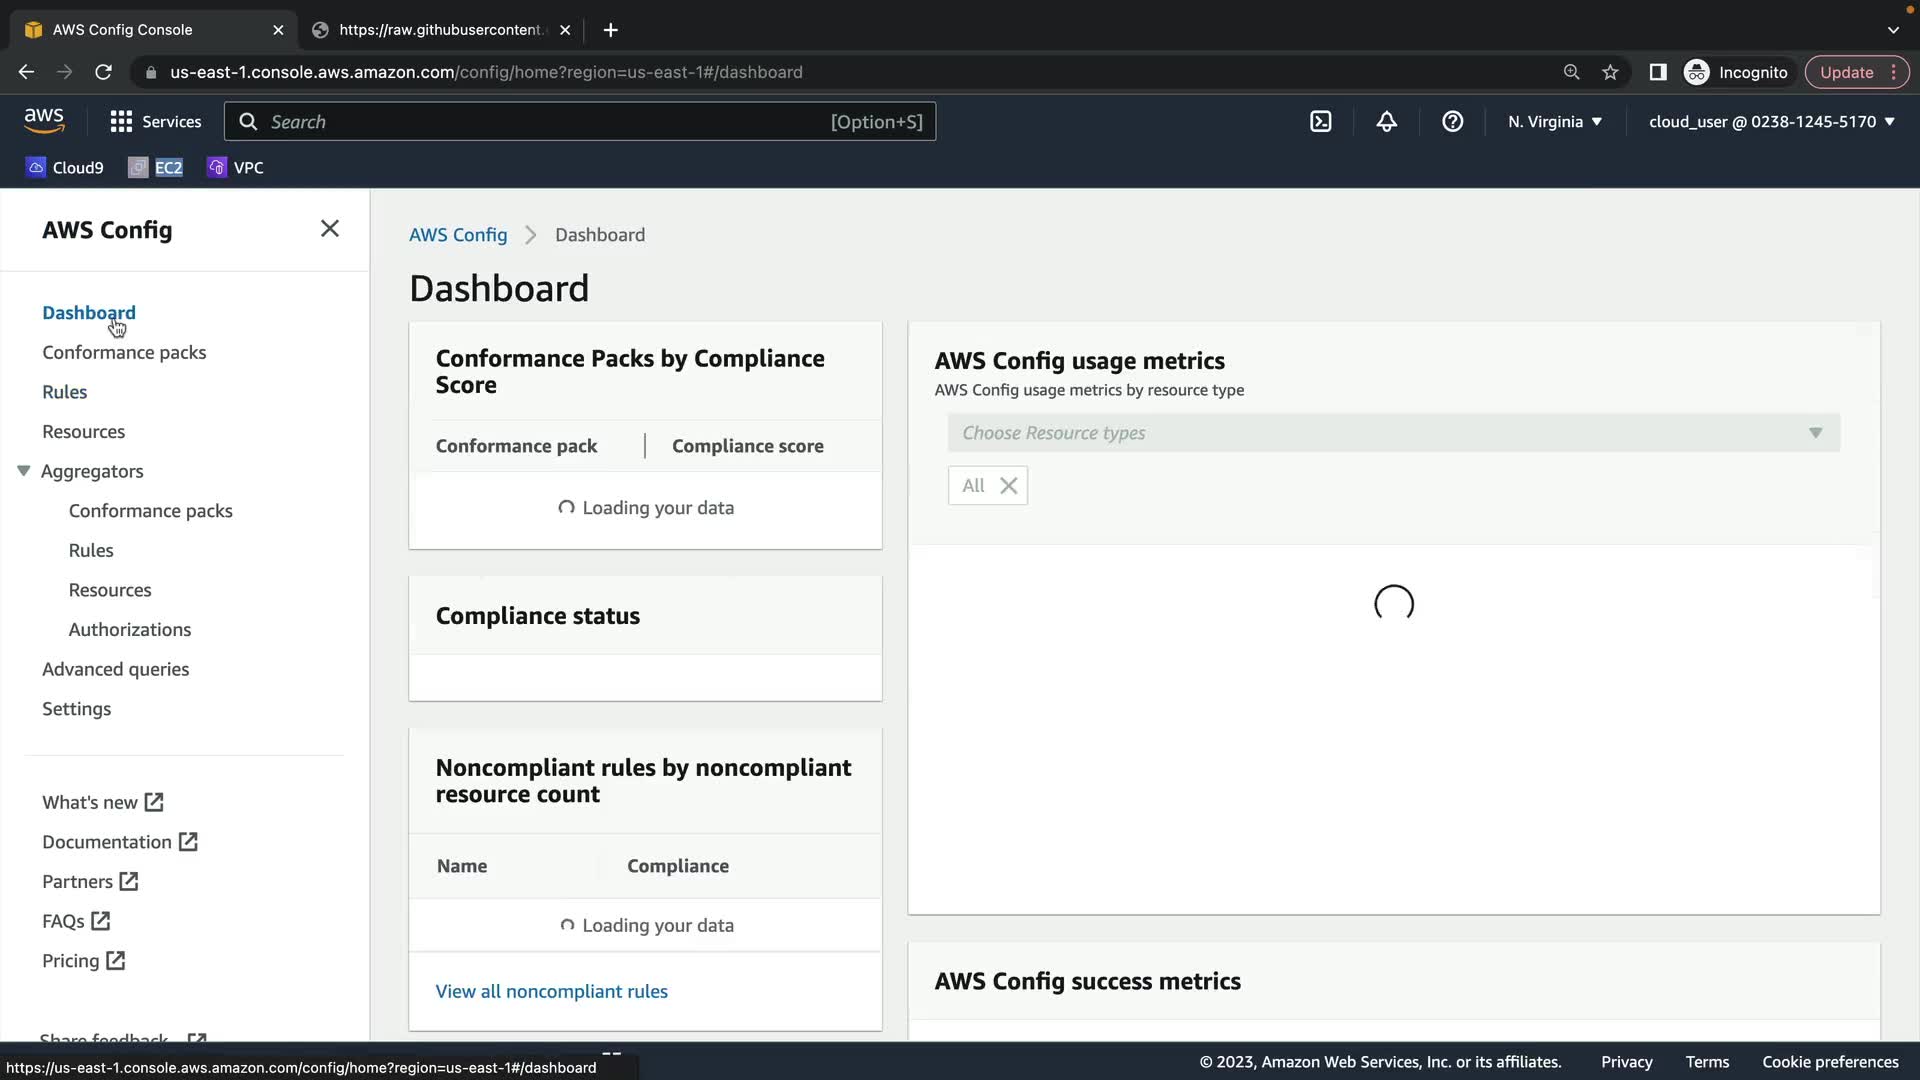 AWS Config Console
https://raw.githubusercontent.
us-east-1.console.aws.amazon.com/config/home?region=us-east-1#/dashboard
Incognito
Update
aws
Services
Search
[Option+S]
N. Virginia
cloud_user @ 0238-1245-5170
Cloud9
EC2
VPC
AWS Config
Dashboard
Conformance packs
Rules
Resources
Aggregators
Conformance packs
Rules
Resources
Authorizations
Advanced queries
Settings
What's new
Documentation
Partners
FAQs
Pricing
Share feedback
AWS Config
Dashboard
Dashboard
Conformance Packs by Compliance
Score
Conformance pack
Compliance score
Loading your data
Compliance status
Noncompliant rules by noncompliant
resource count
Name
Compliance
Loading your data
View all noncompliant rules
AWS Config usage metrics
AWS Config usage metrics by resource type
Choose Resource types
All
AWS Config success metrics
https://us-east-1.console.aws.amazon.com/config/home?region=us-east-1#/dashboard
© 2023, Amazon Web Services, Inc. or its affiliates.
Privacy
Terms
Cookie preferences